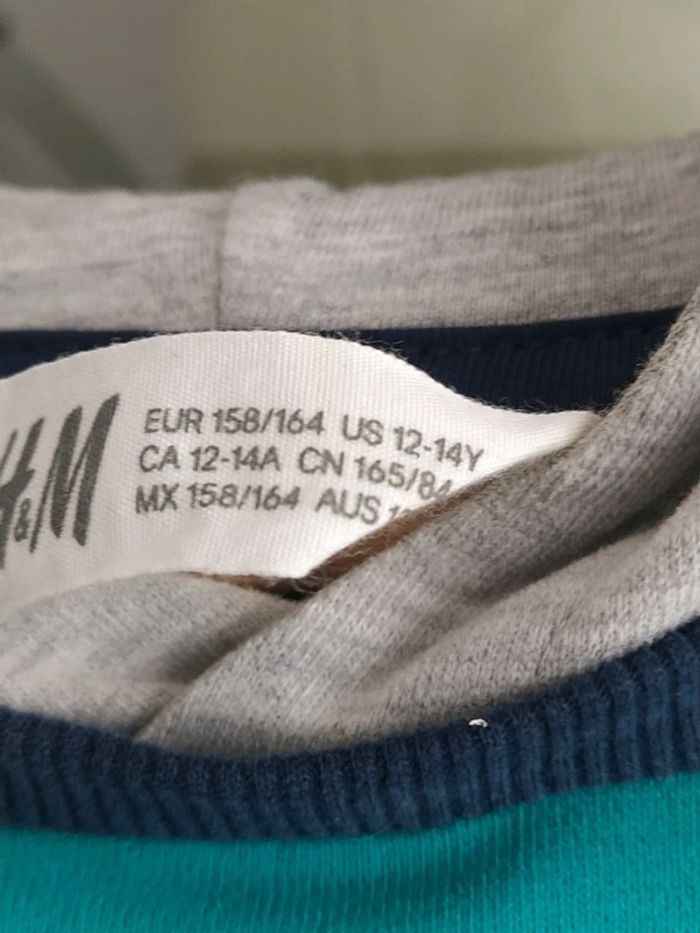 H&M
EUR 158/164 US 12-14Y
CA 12-14A CN 165/84
MX 158/164 AUS